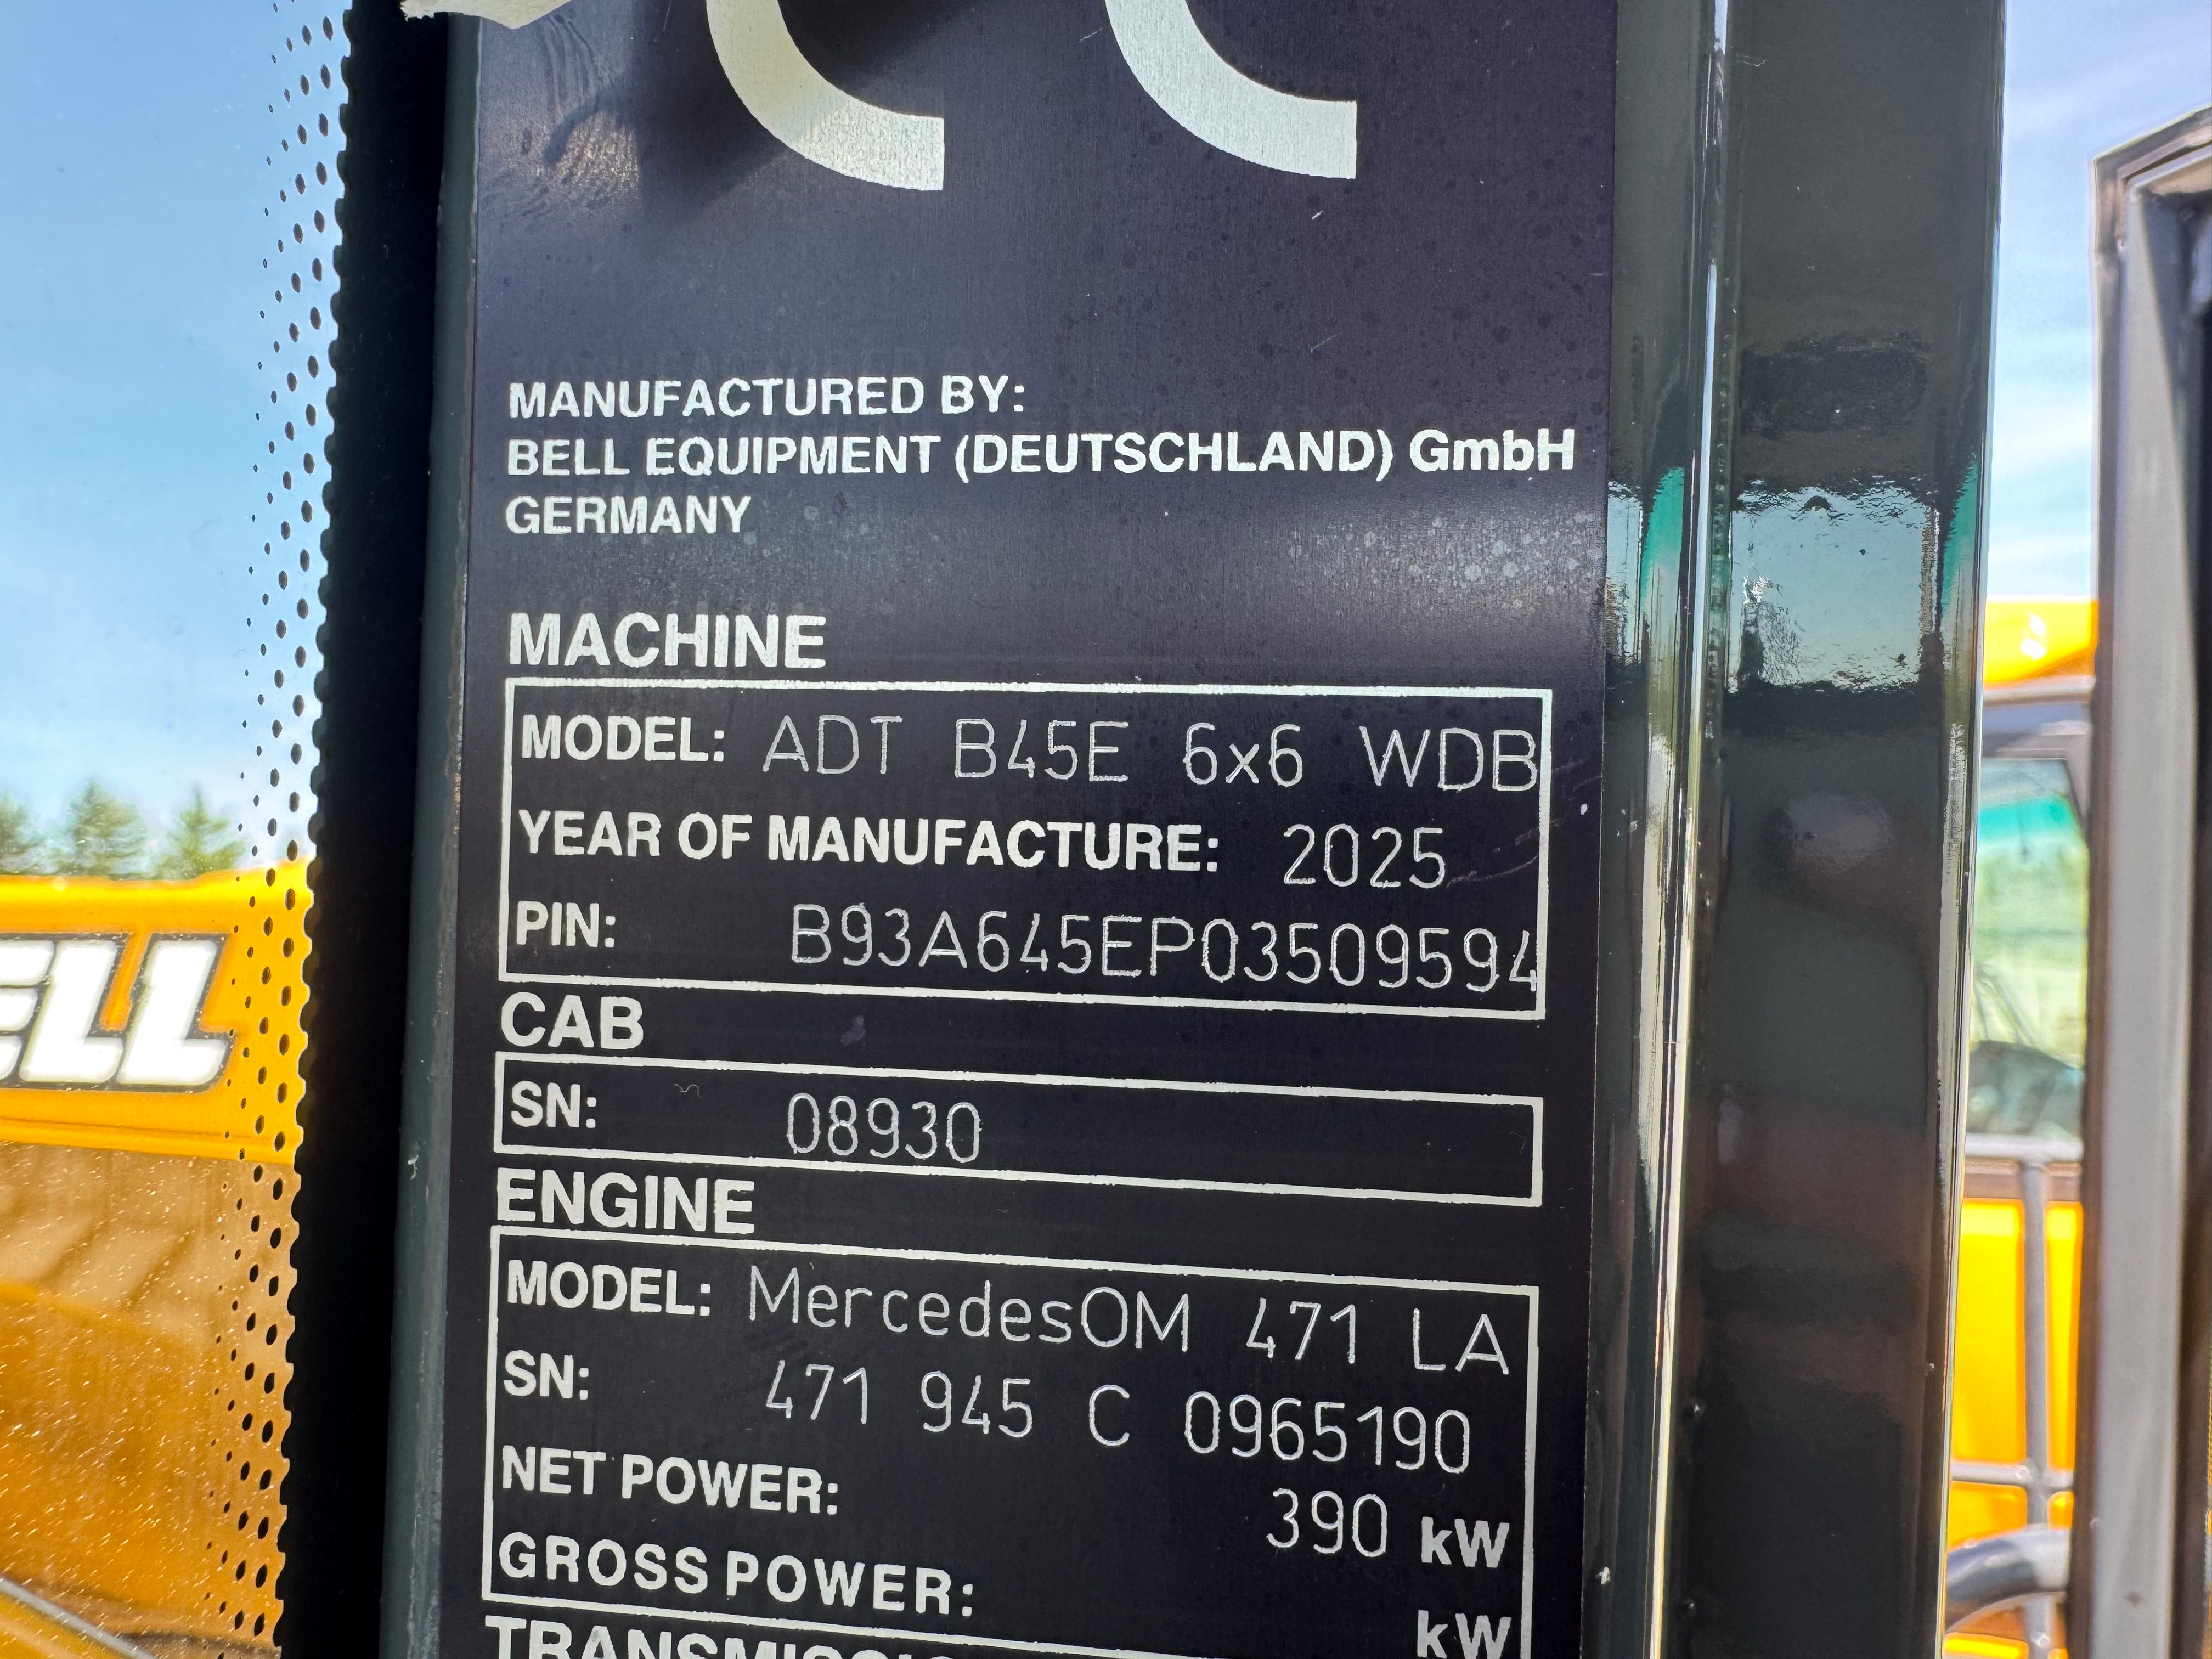 MANUFACTURED BY:
BELL EQUIPMENT (DEUTSCHLAND) GmbH
GERMANY
MACHINE
MODEL: ADT B45E 6x6 WDB
YEAR OF MANUFACTURE: 2025
PIN: B93A645EP03509594
CAB
SN: 08930
ENGINE
MODEL: MercedesOM 471 LA
SN: 471 945 C 0965190
NET POWER: 390 kW
GROSS POWER: kW